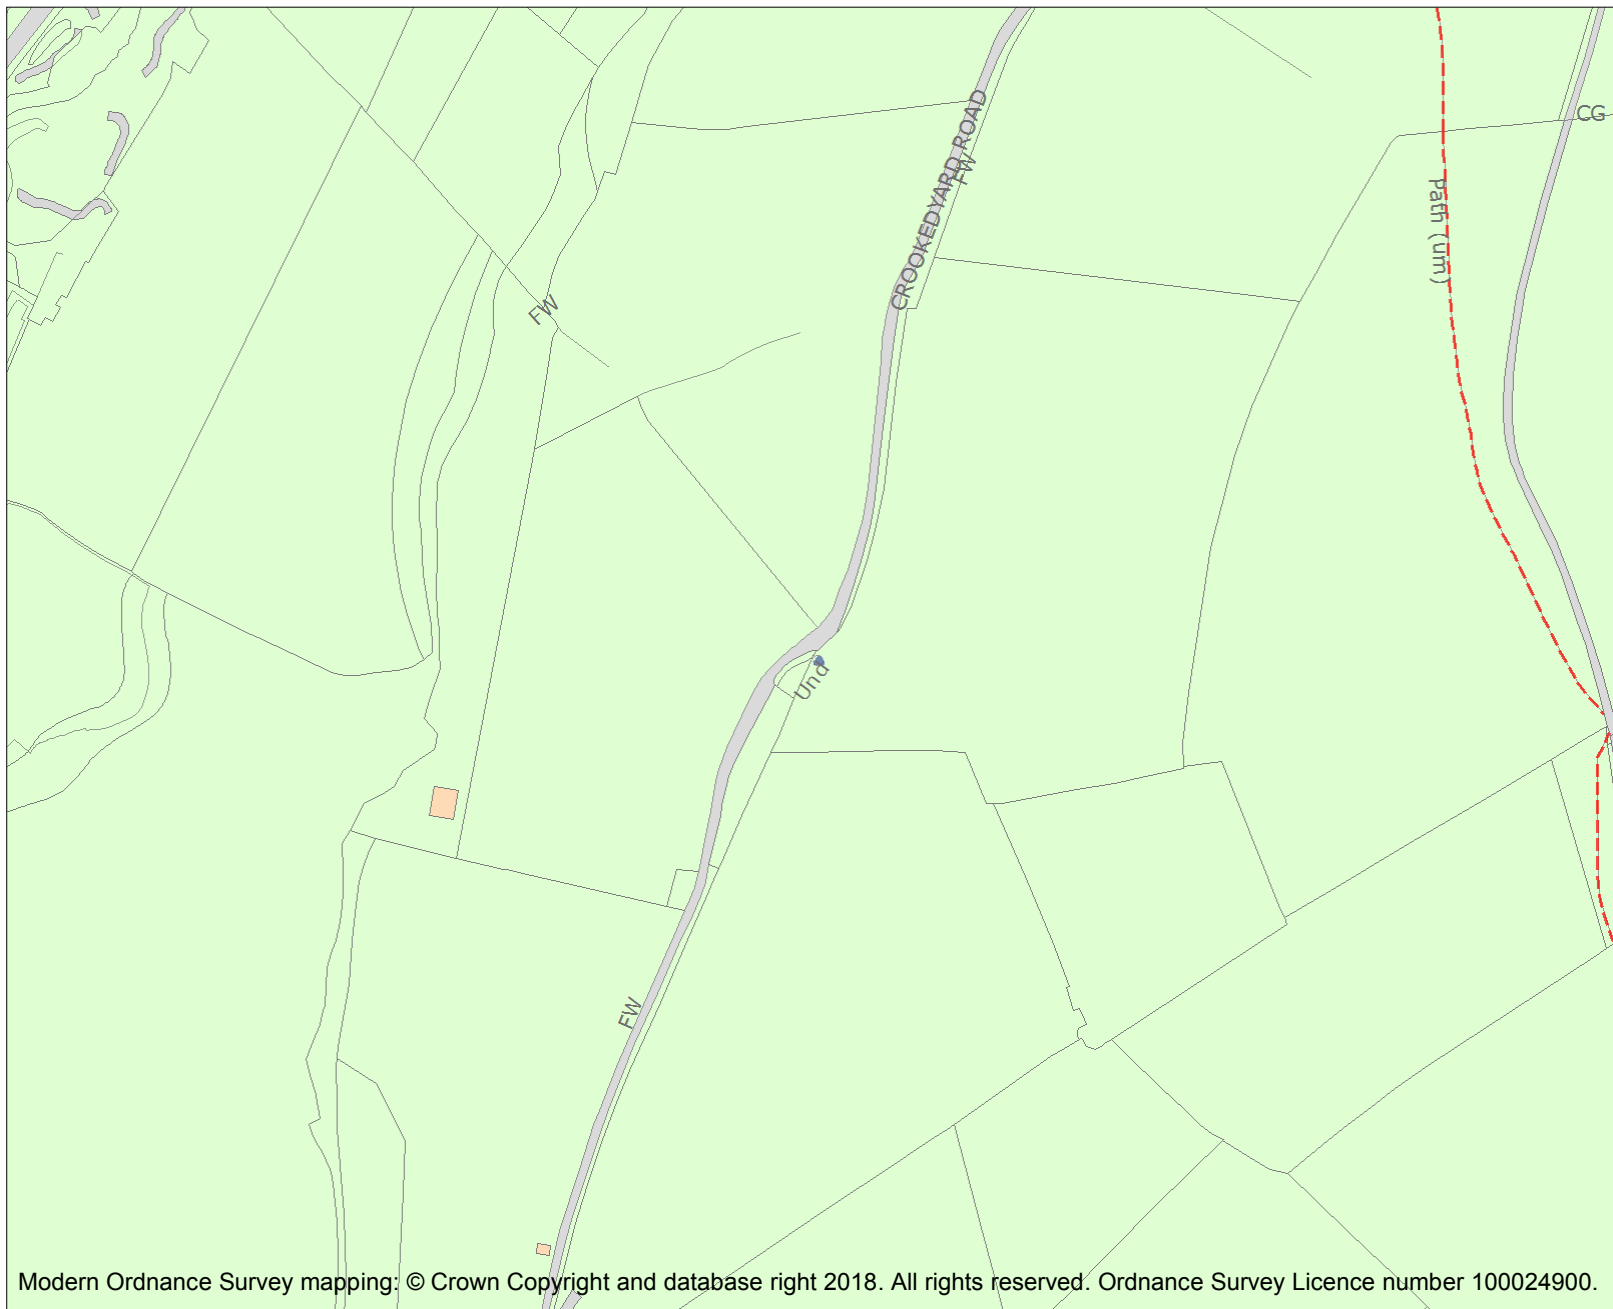 CG
CROOKEDYARD ROAD
FW
Path (um)
FW
Und
FW
Modern Ordnance Survey mapping: © Crown Copyright and database right 2018. All rights reserved. Ordnance Survey Licence number 100024900.